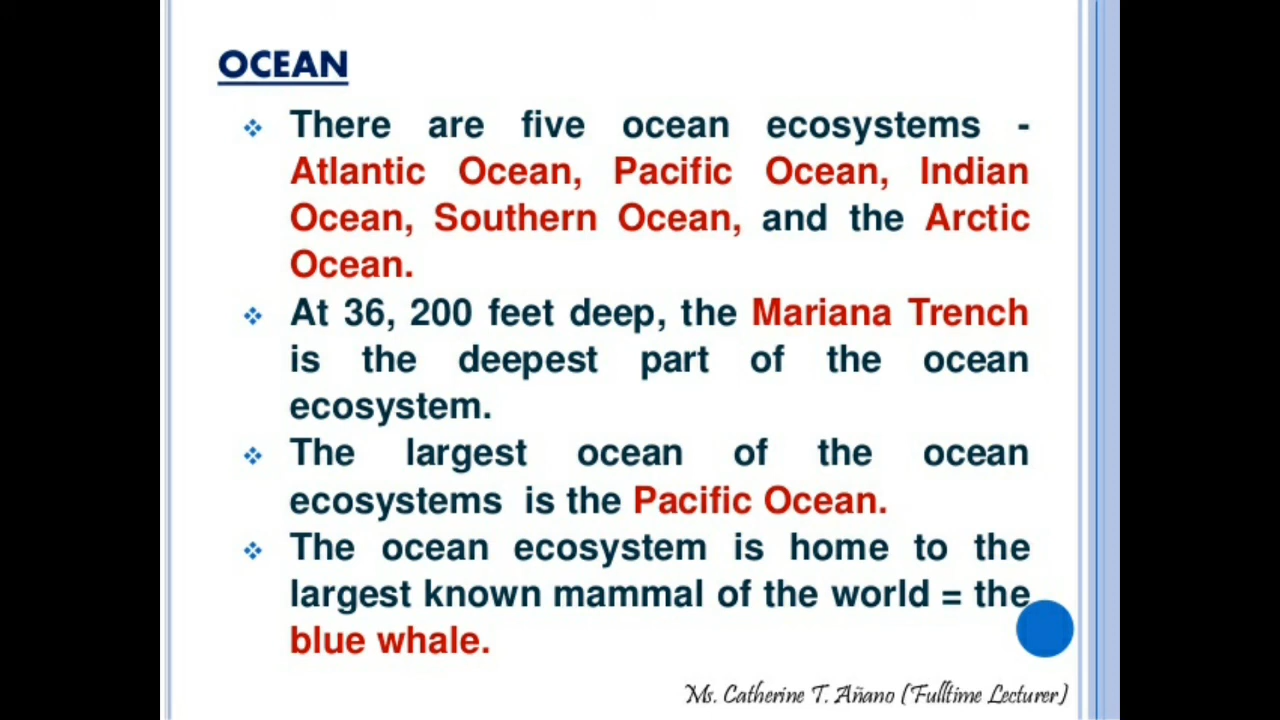 OCEAN
There are five ocean ecosystems -
Atlantic Ocean, Pacific Ocean, Indian
Ocean, Southern Ocean, and the Arctic
Ocean.
At 36, 200 feet deep, the Mariana Trench
is the deepest part of the ocean
ecosystem.
The largest ocean of the ocean
ecosystems is the Pacific Ocean.
The ocean ecosystem is home to the
largest known mammal of the world = the
blue whale.
Ms. Catherine T. Añano (Fulltime Lecturer)